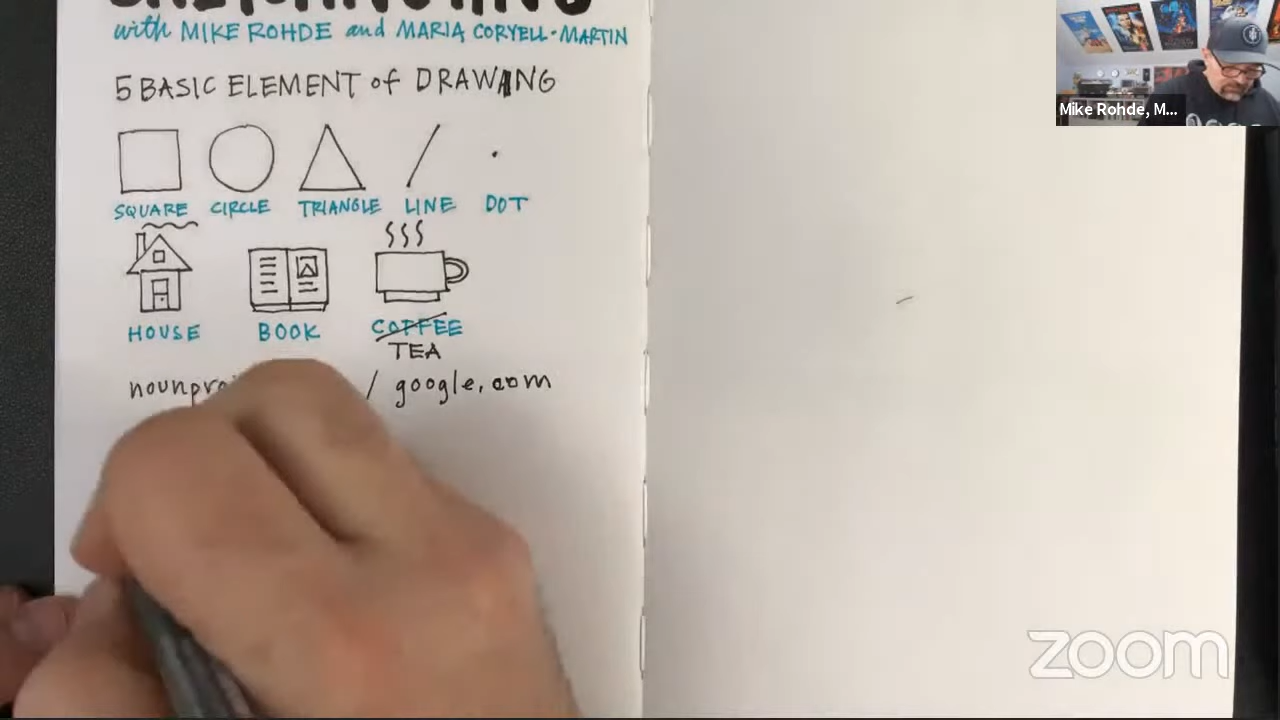 with MIKE ROHDE and MARIA CORYELL-MARTIN
5 BASIC ELEMENT of DRAWING
SQUARE CIRCLE TRIANGLE LINE DOT
HOUSE BOOK COFFEE
TEA
/ google.com
Mike Rohde, M...
zoom